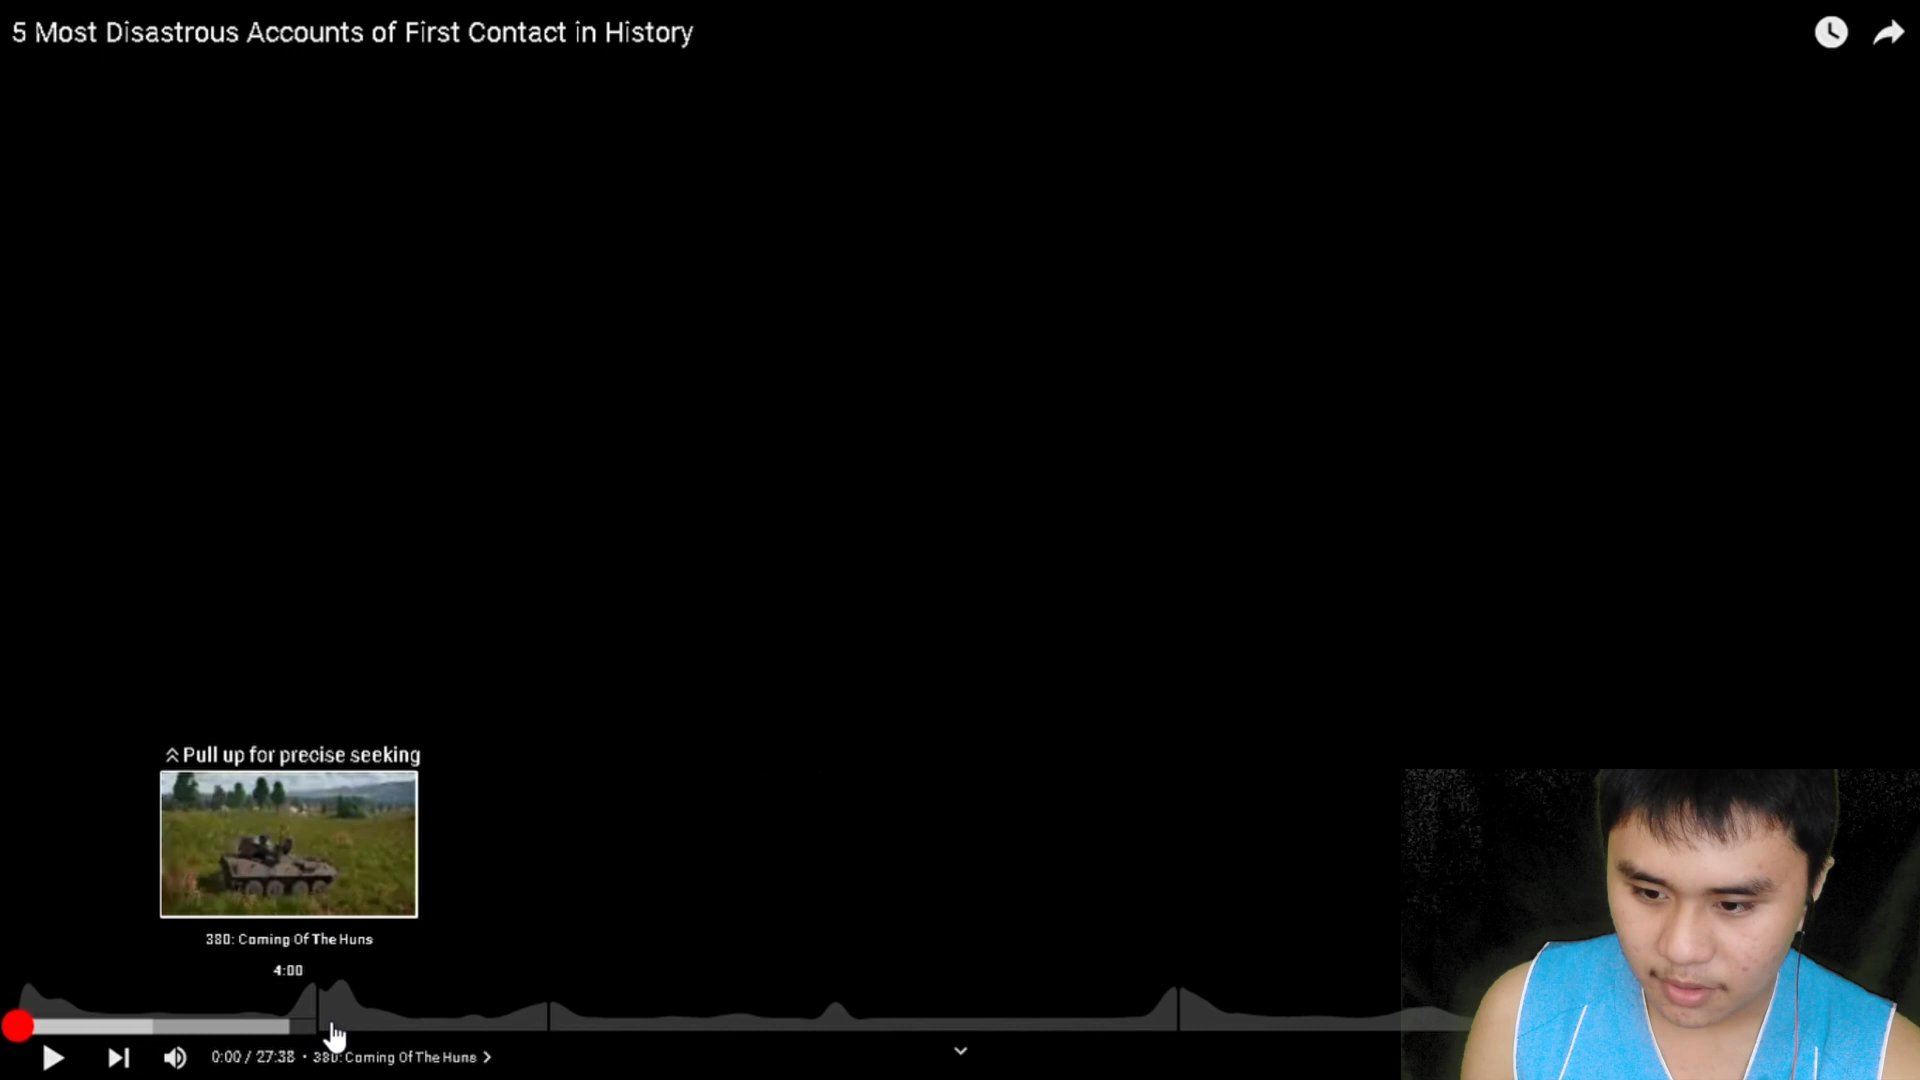 5 Most Disastrous Accounts of First Contact in History
Pull up for precise seeking
380: Coming Of The Huns
4:00
0:00 / 27:38 • 380: Coming Of The Huns